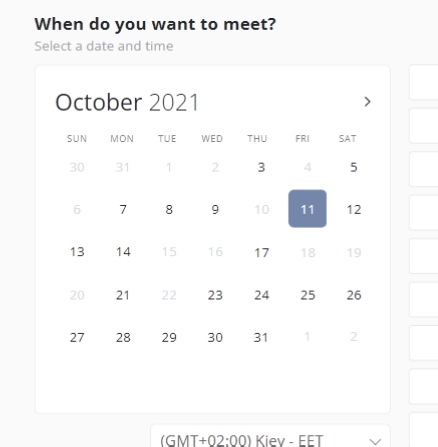 When do you want to meet?
Select a date and time
October 2021
SUN MON TUE WED THU FRI SAT
30 31 1 2 3 4 5
6 7 8 9 10 11 12
13 14 15 16 17 18 19
20 21 22 23 24 25 26
27 28 29 30 31 1 2
(GMT+02:00) Kiev - EET